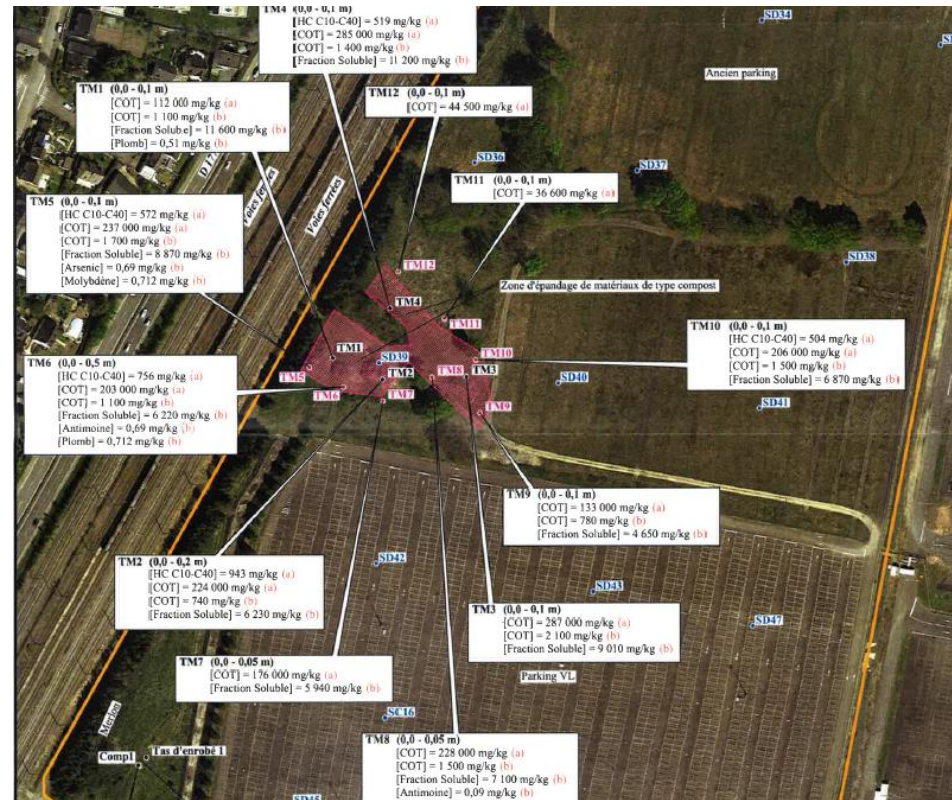 TM4 (0,0 - 0,1 m)
[HC C10-C40] = 519 mg/kg (a)
[COT] = 285 000 mg/kg (a)
[COT] = 1 400 mg/kg (b)
[Fraction Soluble] = 11 200 mg/kg (b)
SD34
Ancien parking
TM1 (0,0 - 0,1 m)
[COT] = 112 000 mg/kg (a)
[COT] = 1 100 mg/kg (b)
[Fraction Soluble] = 11 600 mg/kg (b)
[Plomb] = 0,51 mg/kg (b)
TM12 (0,0 - 0,1 m)
[COT] = 44 500 mg/kg (a)
Voies ferrées
Voies ferrées
SD36
SD37
TM11 (0,0 - 0,1 m)
[COT] = 36 600 mg/kg (a)
TM5 (0,0 - 0,1 m)
[HC C10-C40] = 572 mg/kg (a)
[COT] = 237 000 mg/kg (a)
[COT] = 1 700 mg/kg (b)
[Fraction Soluble] = 8 870 mg/kg (b)
[Arsenic] = 0,69 mg/kg (b)
[Molybdène] = 0,712 mg/kg (b)
SD38
TM12
Zone d'épandage de matériaux de type compost
TM4
TM11
TM10 (0,0 - 0,1 m)
[HC C10-C40] = 504 mg/kg (a)
[COT] = 206 000 mg/kg (a)
[COT] = 1 500 mg/kg (b)
[Fraction Soluble] = 6 870 mg/kg (b)
TM1
SD39
TM10
TM5
TM2
TM8
TM3
SD40
TM6
TM7
TM9
SD41
TM6 (0,0 - 0,5 m)
[HC C10-C40] = 756 mg/kg (a)
[COT] = 203 000 mg/kg (a)
[COT] = 1 100 mg/kg (b)
[Fraction Soluble] = 6 220 mg/kg (b)
[Antimoine] = 0,69 mg/kg (b)
[Plomb] = 0,712 mg/kg (b)
TM9 (0,0 - 0,1 m)
[COT] = 133 000 mg/kg (a)
[COT] = 780 mg/kg (b)
[Fraction Soluble] = 4 650 mg/kg (b)
TM2 (0,0 - 0,2 m)
[HC C10-C40] = 943 mg/kg (a)
[COT] = 224 000 mg/kg (a)
[COT] = 740 mg/kg (b)
[Fraction Soluble] = 6 230 mg/kg (b)
SD42
SD43
SD47
TM3 (0,0 - 0,1 m)
[COT] = 287 000 mg/kg (a)
[COT] = 2 100 mg/kg (b)
[Fraction Soluble] = 9 010 mg/kg (b)
TM7 (0,0 - 0,05 m)
[COT] = 176 000 mg/kg (a)
[Fraction Soluble] = 5 940 mg/kg (b)
Parking VL
Merlon
SC16
Comp1
Tas d'enrobé 1
TM8 (0,0 - 0,05 m)
[COT] = 228 000 mg/kg (a)
[COT] = 1 500 mg/kg (b)
[Fraction Soluble] = 7 100 mg/kg (b)
[Antimoine] = 0,09 mg/kg (b)
SD45